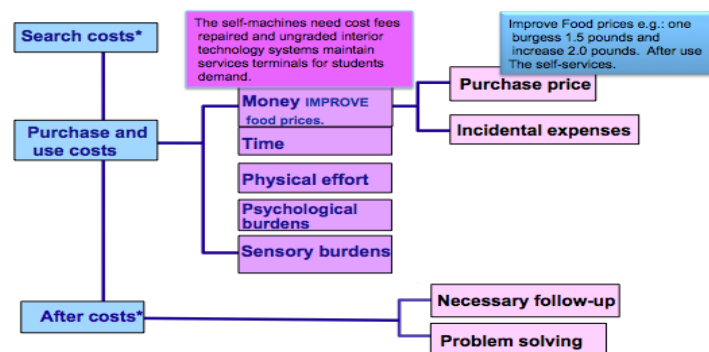 Search costs*
The self-machines need cost fees
repaired and ungraded interior
technology systems maintain
services terminals for students
demand.
Improve Food prices e.g.: one
burgess 1.5 pounds and
increase 2.0 pounds. After use
The self-services.
Purchase and
use costs
Money IMPROVE
food prices.
Time
Physical effort
Psychological
burdens
Sensory burdens
Purchase price
Incidental expenses
After costs*
Necessary follow-up
Problem solving